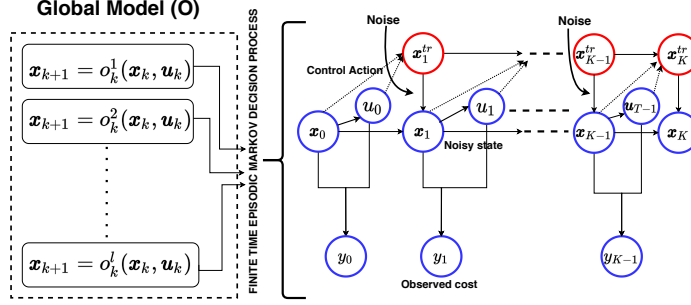 Global Model (O)
x_{k+1} = o_k^1(x_k, u_k)
x_{k+1} = o_k^2(x_k, u_k)
x_{k+1} = o_k^l(x_k, u_k)
FINITE TIME EPISODIC MARKOV DECISION PROCESS
Noise
Noise
x_1^{tr}
x_{K-1}^{tr}
x_K^{tr}
Control Action
u_0
u_1
u_{T-1}
x_0
x_1
x_{K-1}
x_K
Noisy state
y_0
y_1
y_{K-1}
Observed cost